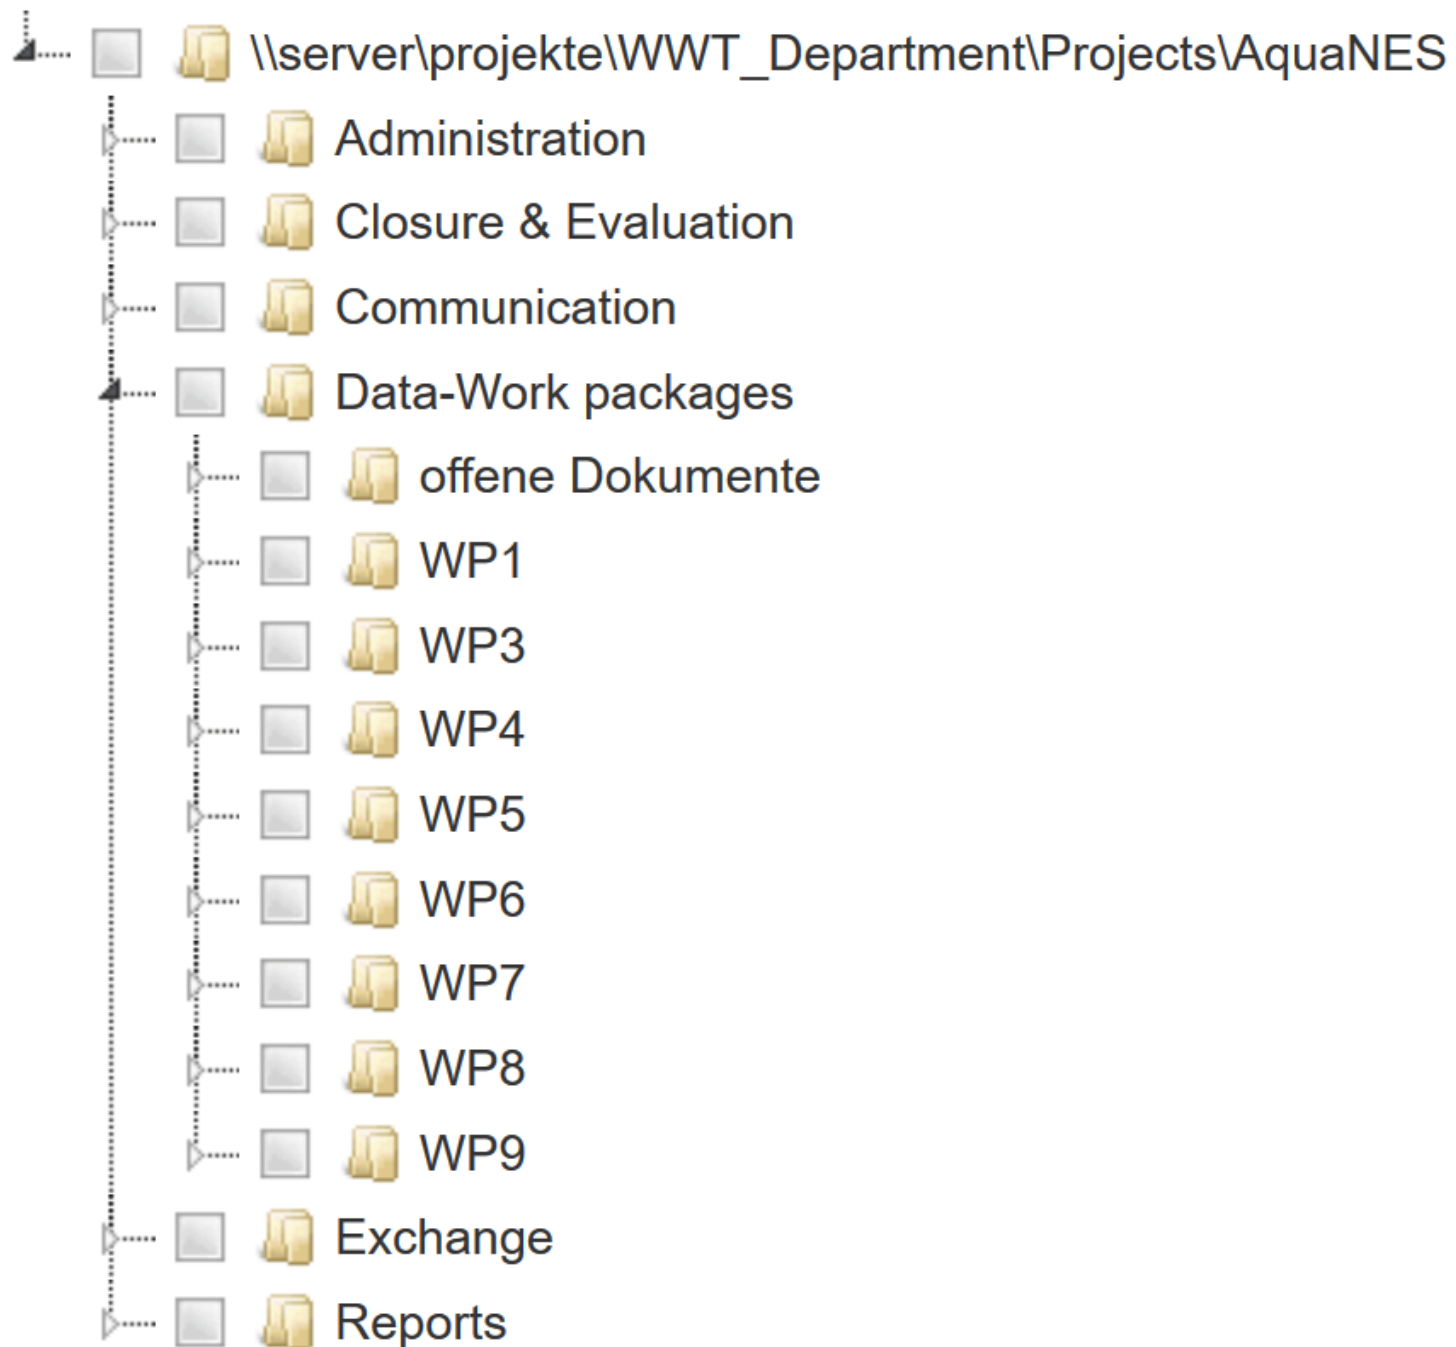 \\server\projekte\WWT_Department\Projects\AquaNES
Administration
Closure & Evaluation
Communication
Data-Work packages
offene Dokumente
WP1
WP3
WP4
WP5
WP6
WP7
WP8
WP9
Exchange
Reports